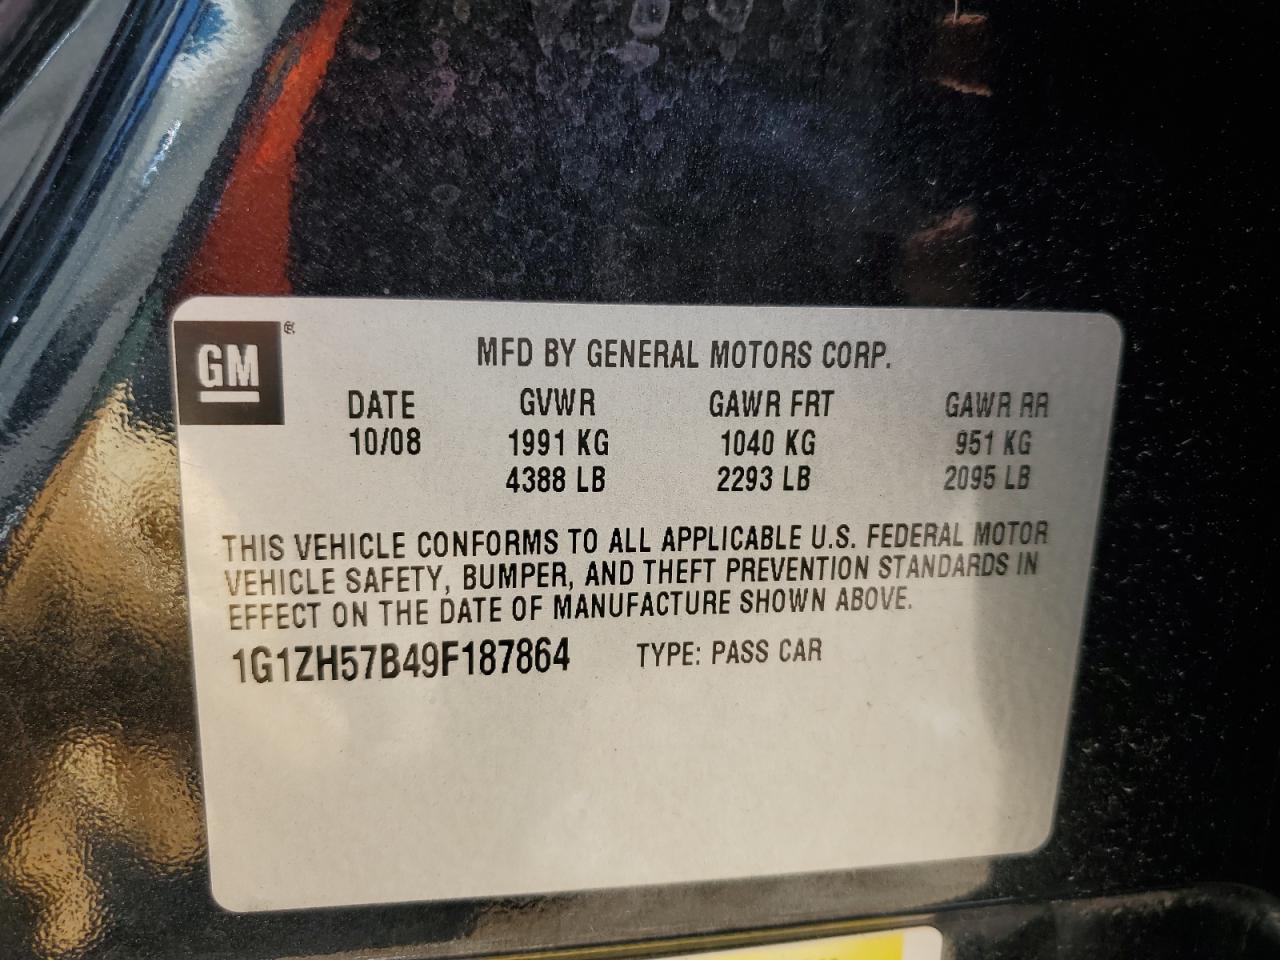 GM
MFD BY GENERAL MOTORS CORP.
DATE GVWR GAWR FRT GAWR RR
10/08 1991 KG 1040 KG 951 KG
4388 LB 2293 LB 2095 LB
THIS VEHICLE CONFORMS TO ALL APPLICABLE U.S. FEDERAL MOTOR
VEHICLE SAFETY, BUMPER, AND THEFT PREVENTION STANDARDS IN
EFFECT ON THE DATE OF MANUFACTURE SHOWN ABOVE.
1G1ZH57B49F187864 TYPE: PASS CAR